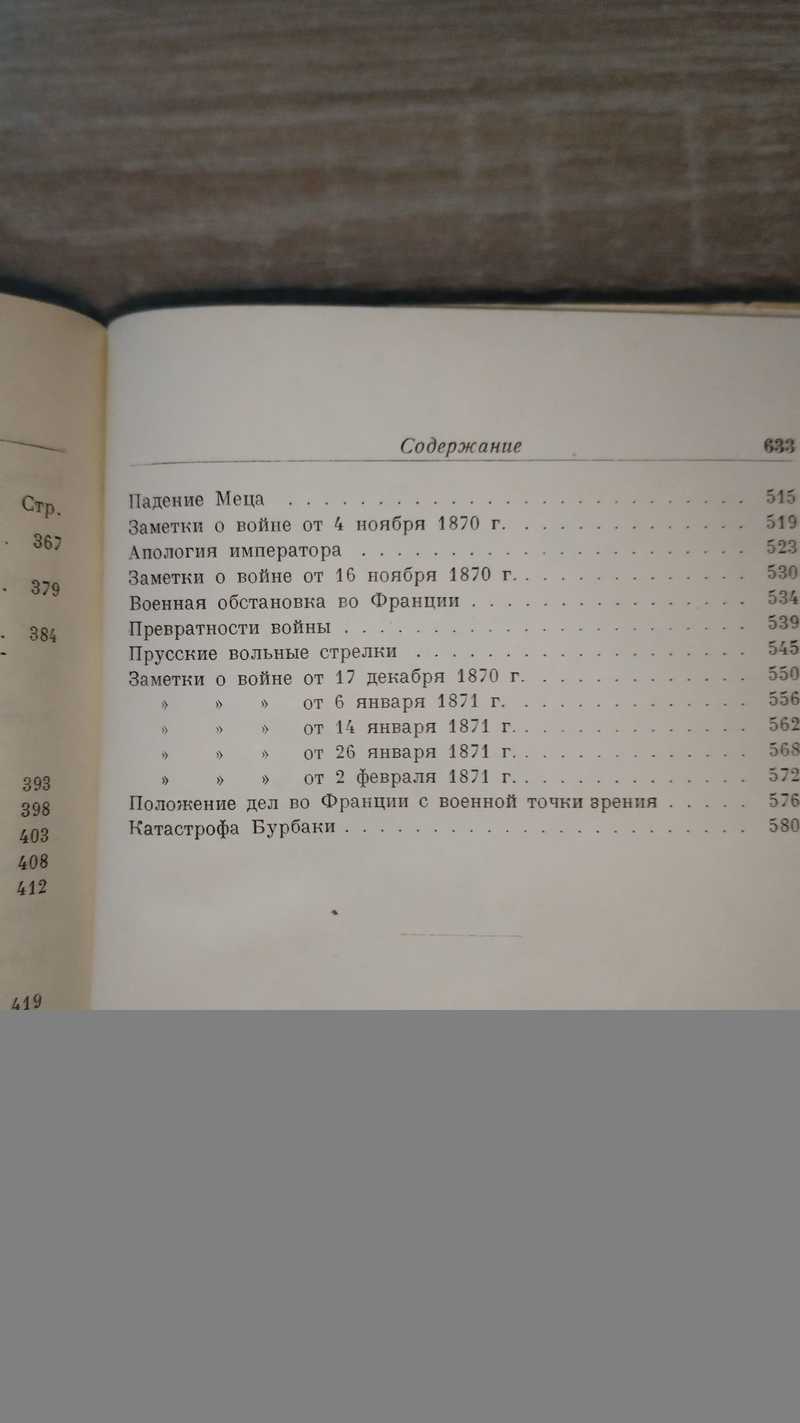 Стр.
367
379
384
393
398
403
408
412
419
Содержание 633
Падение Меца . . . . . . . . . . . . . . . . . . . . . . . . . . 515
Заметки о войне от 4 ноября 1870 г. . . . . . . . . . . . . . 519
Апология императора . . . . . . . . . . . . . . . . . . . . . . 523
Заметки о войне от 16 ноября 1870 г. . . . . . . . . . . . . . 530
Военная обстановка во Франции . . . . . . . . . . . . . . . . 534
Превратности войны . . . . . . . . . . . . . . . . . . . . . . . 539
Прусские вольные стрелки . . . . . . . . . . . . . . . . . . . 545
Заметки о войне от 17 декабря 1870 г. . . . . . . . . . . . . 550
» » » от 6 января 1871 г. . . . . . . . . . . . . . 556
» » » от 14 января 1871 г. . . . . . . . . . . . . . 562
» » » от 26 января 1871 г. . . . . . . . . . . . . . 568
» » » от 2 февраля 1871 г. . . . . . . . . . . . . . 572
Положение дел во Франции с военной точки зрения . . . . . 576
Катастрофа Бурбаки . . . . . . . . . . . . . . . . . . . . . . . 580